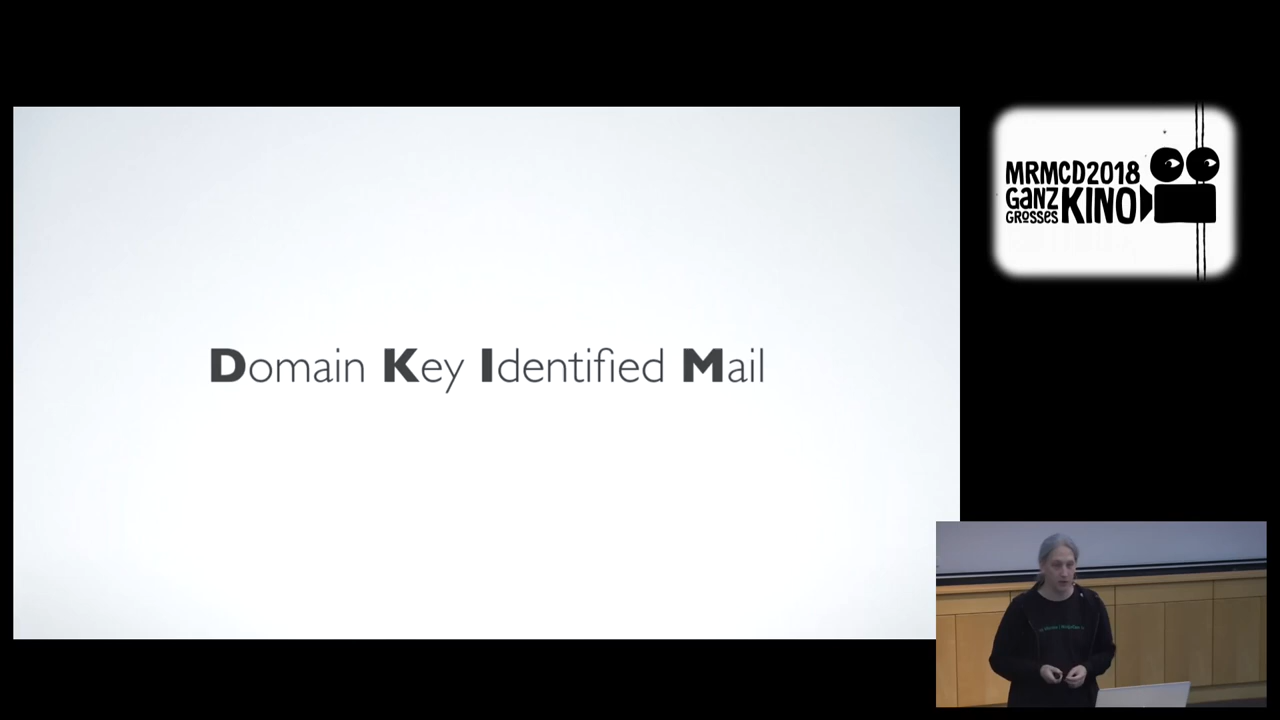 Domain Key Identified Mail
MRMCD2018
GANZ
GROSSES
KINO